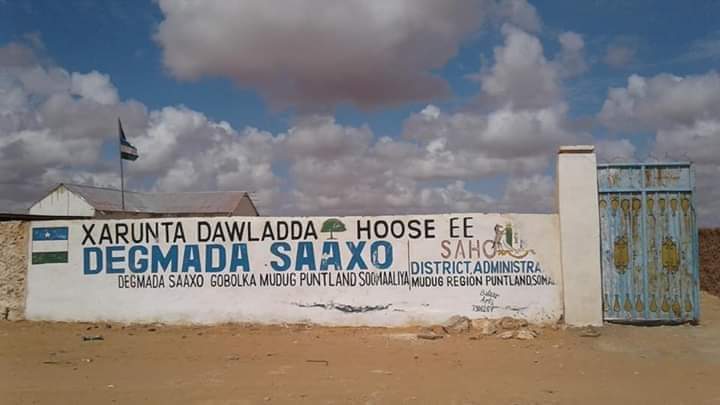 XARUNTA DAWLADDA HOOSE EE
DEGMADA SAAXO
DEGMADA SAAXO GOBOLKA MUDUG PUNTLAND SOOMAALIYA
SAHO
DISTRICT, ADMINISTRA
MUDUG REGION PUNTLAND, SOMA